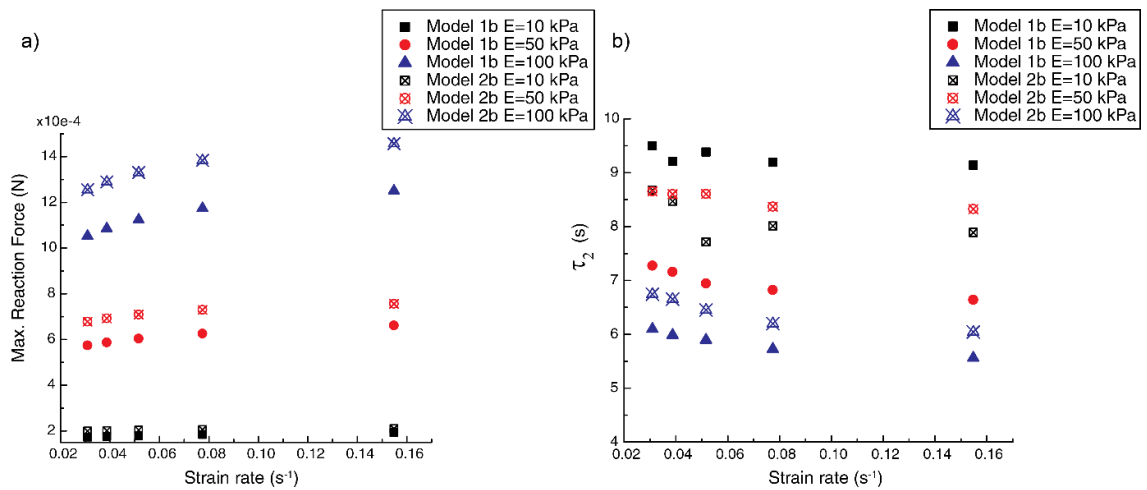 a)
Model 1b E=10 kPa
Model 1b E=50 kPa
Model 1b E=100 kPa
Model 2b E=10 kPa
Model 2b E=50 kPa
Model 2b E=100 kPa
x10e-4
14
12
10
8
6
4
2
0.02 0.04 0.06 0.08 0.10 0.12 0.14 0.16
Max. Reaction Force (N)
Strain rate (s⁻¹)
b)
Model 1b E=10 kPa
Model 1b E=50 kPa
Model 1b E=100 kPa
Model 2b E=10 kPa
Model 2b E=50 kPa
Model 2b E=100 kPa
10
9
8
7
6
5
4
0.02 0.04 0.06 0.08 0.10 0.12 0.14 0.16
τ₂ (s)
Strain rate (s⁻¹)